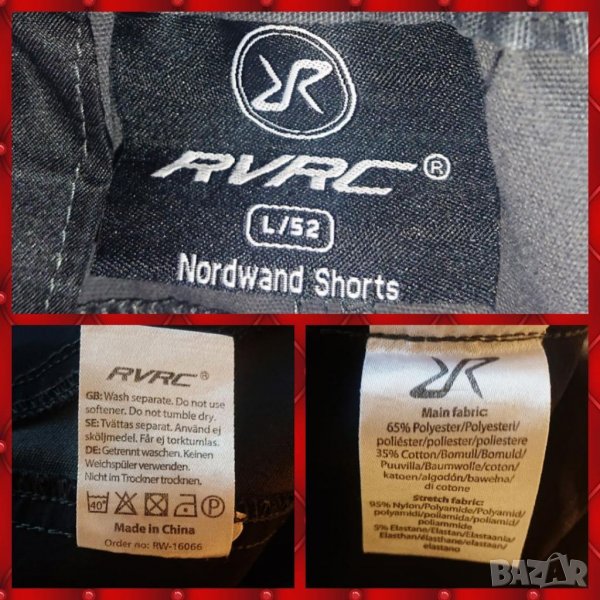 RVRC®
L/52
Nordwand Shorts
RVRC®
GB: Wash separate. Do not use
softener. Do not tumble dry.
SE: Tvättas separat. Använd ej
sköljmedel. Får ej torktumlas.
DE: Getrennt waschen. Keinen
Weichspüler verwenden.
Nicht im Trockner trocknen.
40°
P
Made in China
Order no: RW-16066
Main fabric:
65% Polyester/Polyesteri/
poliéster/poliester/poliestere
35% Cotton/Bomull/Bomuld/
Puuvilla/Baumwolle/coton/
katoen/algodón/bawełna/
di cotone
Stretch fabric:
95% Nylon/Polyamide/Polyamid/
polyamidi/poliamida/poliamid/
poliammide
5% Elastane/Elastan/Elastaania/
Elasthan/élasthane/elastaan/
elastano
BAZAR